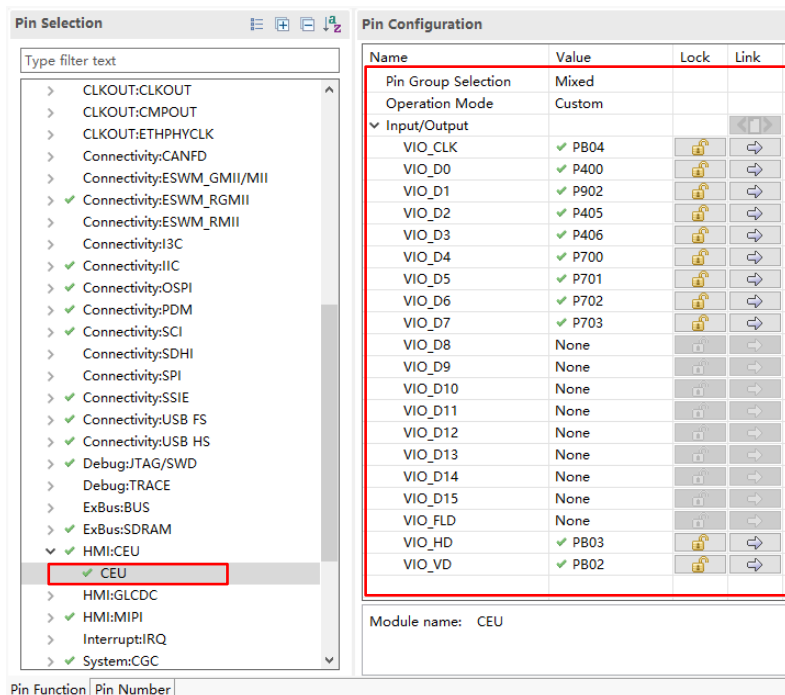 Pin Selection
Type filter text
CLKOUT:CLKOUT
CLKOUT:CMPOUT
CLKOUT:ETHPHYCLK
Connectivity:CANFD
Connectivity:ESWM_GMII/MII
Connectivity:ESWM_RGMII
Connectivity:ESWM_RMII
Connectivity:I3C
Connectivity:IIC
Connectivity:OSPI
Connectivity:PDM
Connectivity:SCI
Connectivity:SDHI
Connectivity:SPI
Connectivity:SSIE
Connectivity:USB FS
Connectivity:USB HS
Debug:JTAG/SWD
Debug:TRACE
ExBus:BUS
ExBus:SDRAM
HMI:CEU
CEU
HMI:GLCDC
HMI:MIPI
Interrupt:IRQ
System:CGC
Pin Function Pin Number
Pin Configuration
Name Value Lock Link
Pin Group Selection Mixed
Operation Mode Custom
Input/Output
VIO_CLK PB04
VIO_D0 P400
VIO_D1 P902
VIO_D2 P405
VIO_D3 P406
VIO_D4 P700
VIO_D5 P701
VIO_D6 P702
VIO_D7 P703
VIO_D8 None
VIO_D9 None
VIO_D10 None
VIO_D11 None
VIO_D12 None
VIO_D13 None
VIO_D14 None
VIO_D15 None
VIO_FLD None
VIO_HD PB03
VIO_VD PB02
Module name: CEU